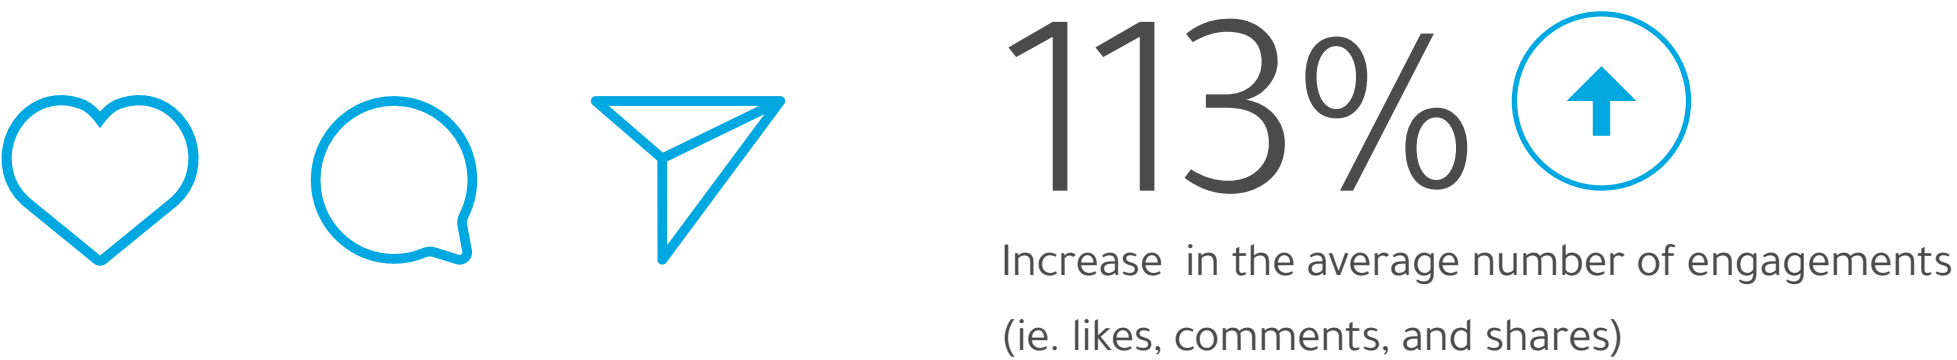 113%
Increase in the average number of engagements
(ie. likes, comments, and shares)